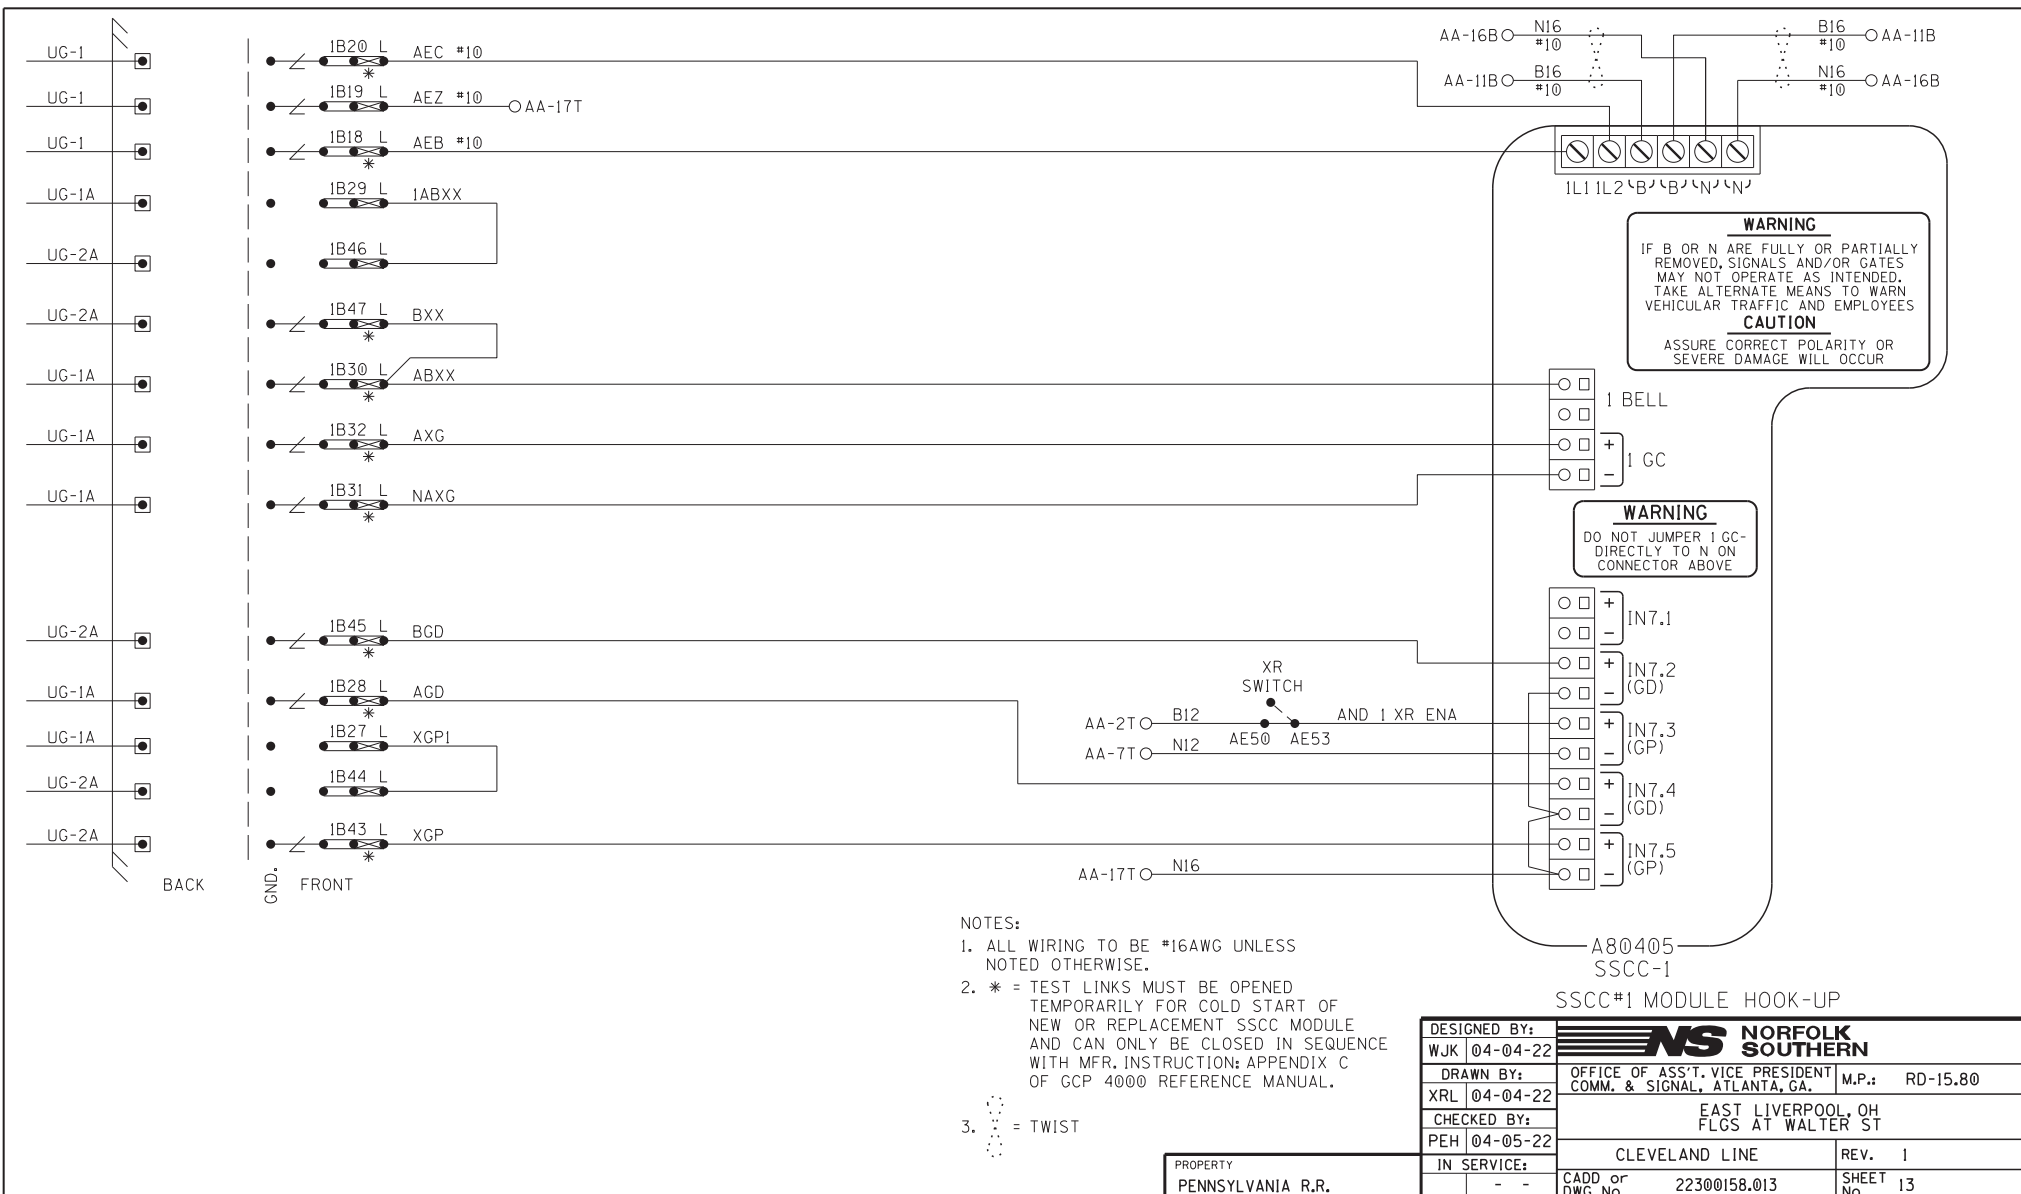 UG-1 1B20 L AEC #10
*
UG-1 1B19 L AEZ #10 AA-17T
UG-1 1B18 L AEB #10
*
UG-1A 1B29 L 1ABXX
UG-2A 1B46 L
UG-2A 1B47 L BXX
*
UG-1A 1B30 L ABXX
*
UG-1A 1B32 L AXG
*
UG-1A 1B31 L NAXG
*
UG-2A 1B45 L BGD
*
UG-1A 1B28 L AGD
*
UG-1A 1B27 L XGP1
UG-2A 1B44 L
UG-2A 1B43 L XGP
*
BACK
GND.
FRONT
AA-16B N16 #10
AA-11B B16 #10
B16 #10 AA-11B
N16 #10 AA-16B
1L1 1L2 B B N N
WARNING
IF B OR N ARE FULLY OR PARTIALLY
REMOVED, SIGNALS AND/OR GATES
MAY NOT OPERATE AS INTENDED.
TAKE ALTERNATE MEANS TO WARN
VEHICULAR TRAFFIC AND EMPLOYEES
CAUTION
ASSURE CORRECT POLARITY OR
SEVERE DAMAGE WILL OCCUR
1 BELL
+
1 GC
-
WARNING
DO NOT JUMPER 1 GC-
DIRECTLY TO N ON
CONNECTOR ABOVE
+
IN7.1
-
+
IN7.2
(GD)
-
XR
SWITCH
AA-2T B12 AND 1 XR ENA
AE50 AE53
AA-7T N12
+
IN7.3
(GP)
-
+
IN7.4
(GD)
-
+
IN7.5
(GP)
-
AA-17T N16
A80405
SSCC-1
SSCC#1 MODULE HOOK-UP
NOTES:
1. ALL WIRING TO BE #16AWG UNLESS
NOTED OTHERWISE.
2. * = TEST LINKS MUST BE OPENED
TEMPORARILY FOR COLD START OF
NEW OR REPLACEMENT SSCC MODULE
AND CAN ONLY BE CLOSED IN SEQUENCE
WITH MFR. INSTRUCTION: APPENDIX C
OF GCP 4000 REFERENCE MANUAL.
3. = TWIST
PROPERTY
PENNSYLVANIA R.R.
DESIGNED BY:
WJK 04-04-22
DRAWN BY:
XRL 04-04-22
CHECKED BY:
PEH 04-05-22
IN SERVICE:
- -
NS NORFOLK
SOUTHERN
OFFICE OF ASS'T. VICE PRESIDENT
COMM. & SIGNAL, ATLANTA, GA.
M.P.: RD-15.80
EAST LIVERPOOL, OH
FLGS AT WALTER ST
CLEVELAND LINE
REV. 1
CADD or
DWG No.
22300158.013
SHEET
No.
13